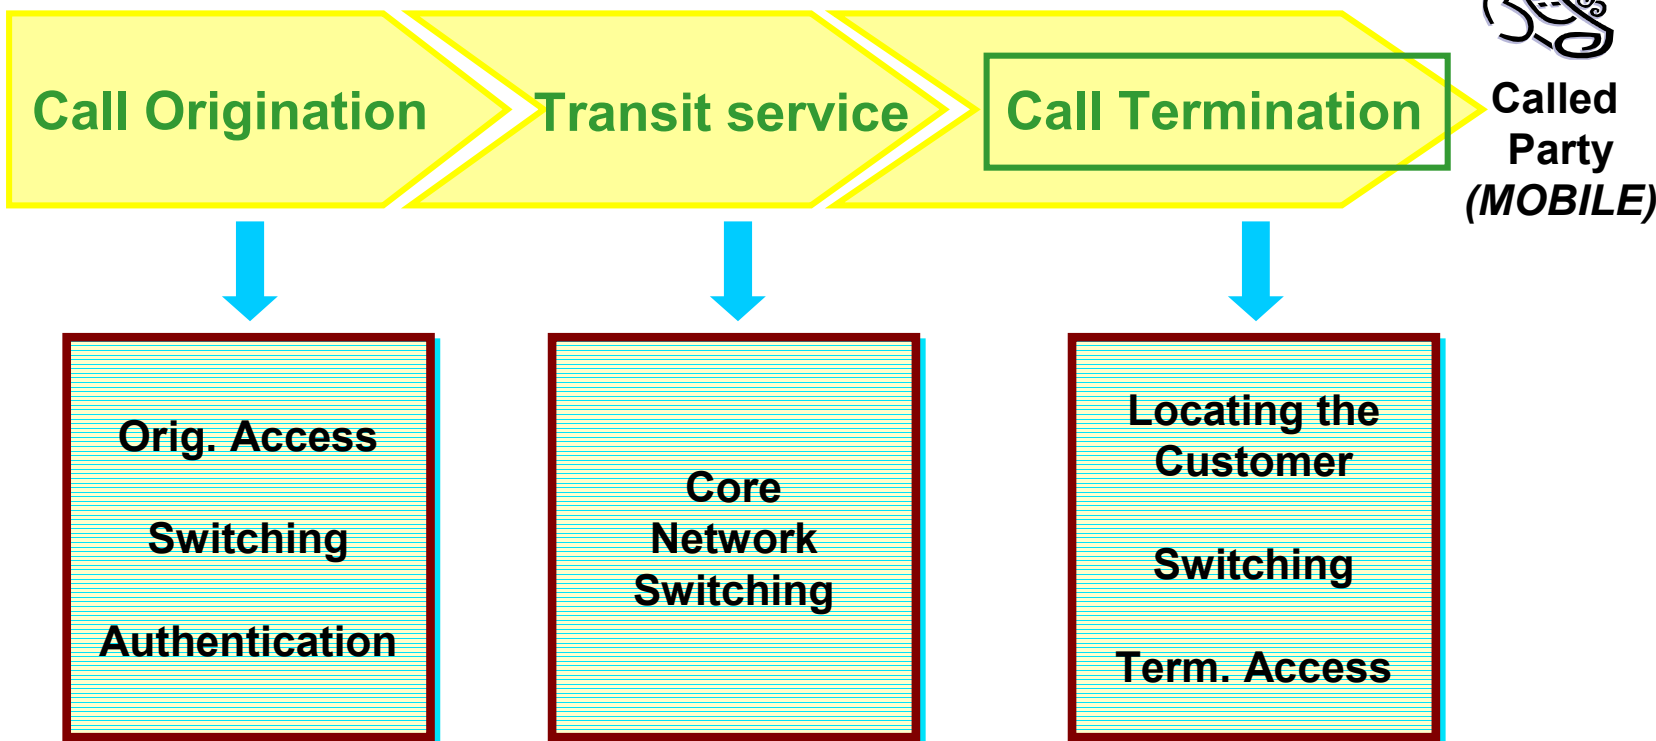 Call Origination
Transit service
Call Termination
Called
Party
(MOBILE)
Orig. Access
Switching
Authentication
Core
Network
Switching
Locating the
Customer
Switching
Term. Access